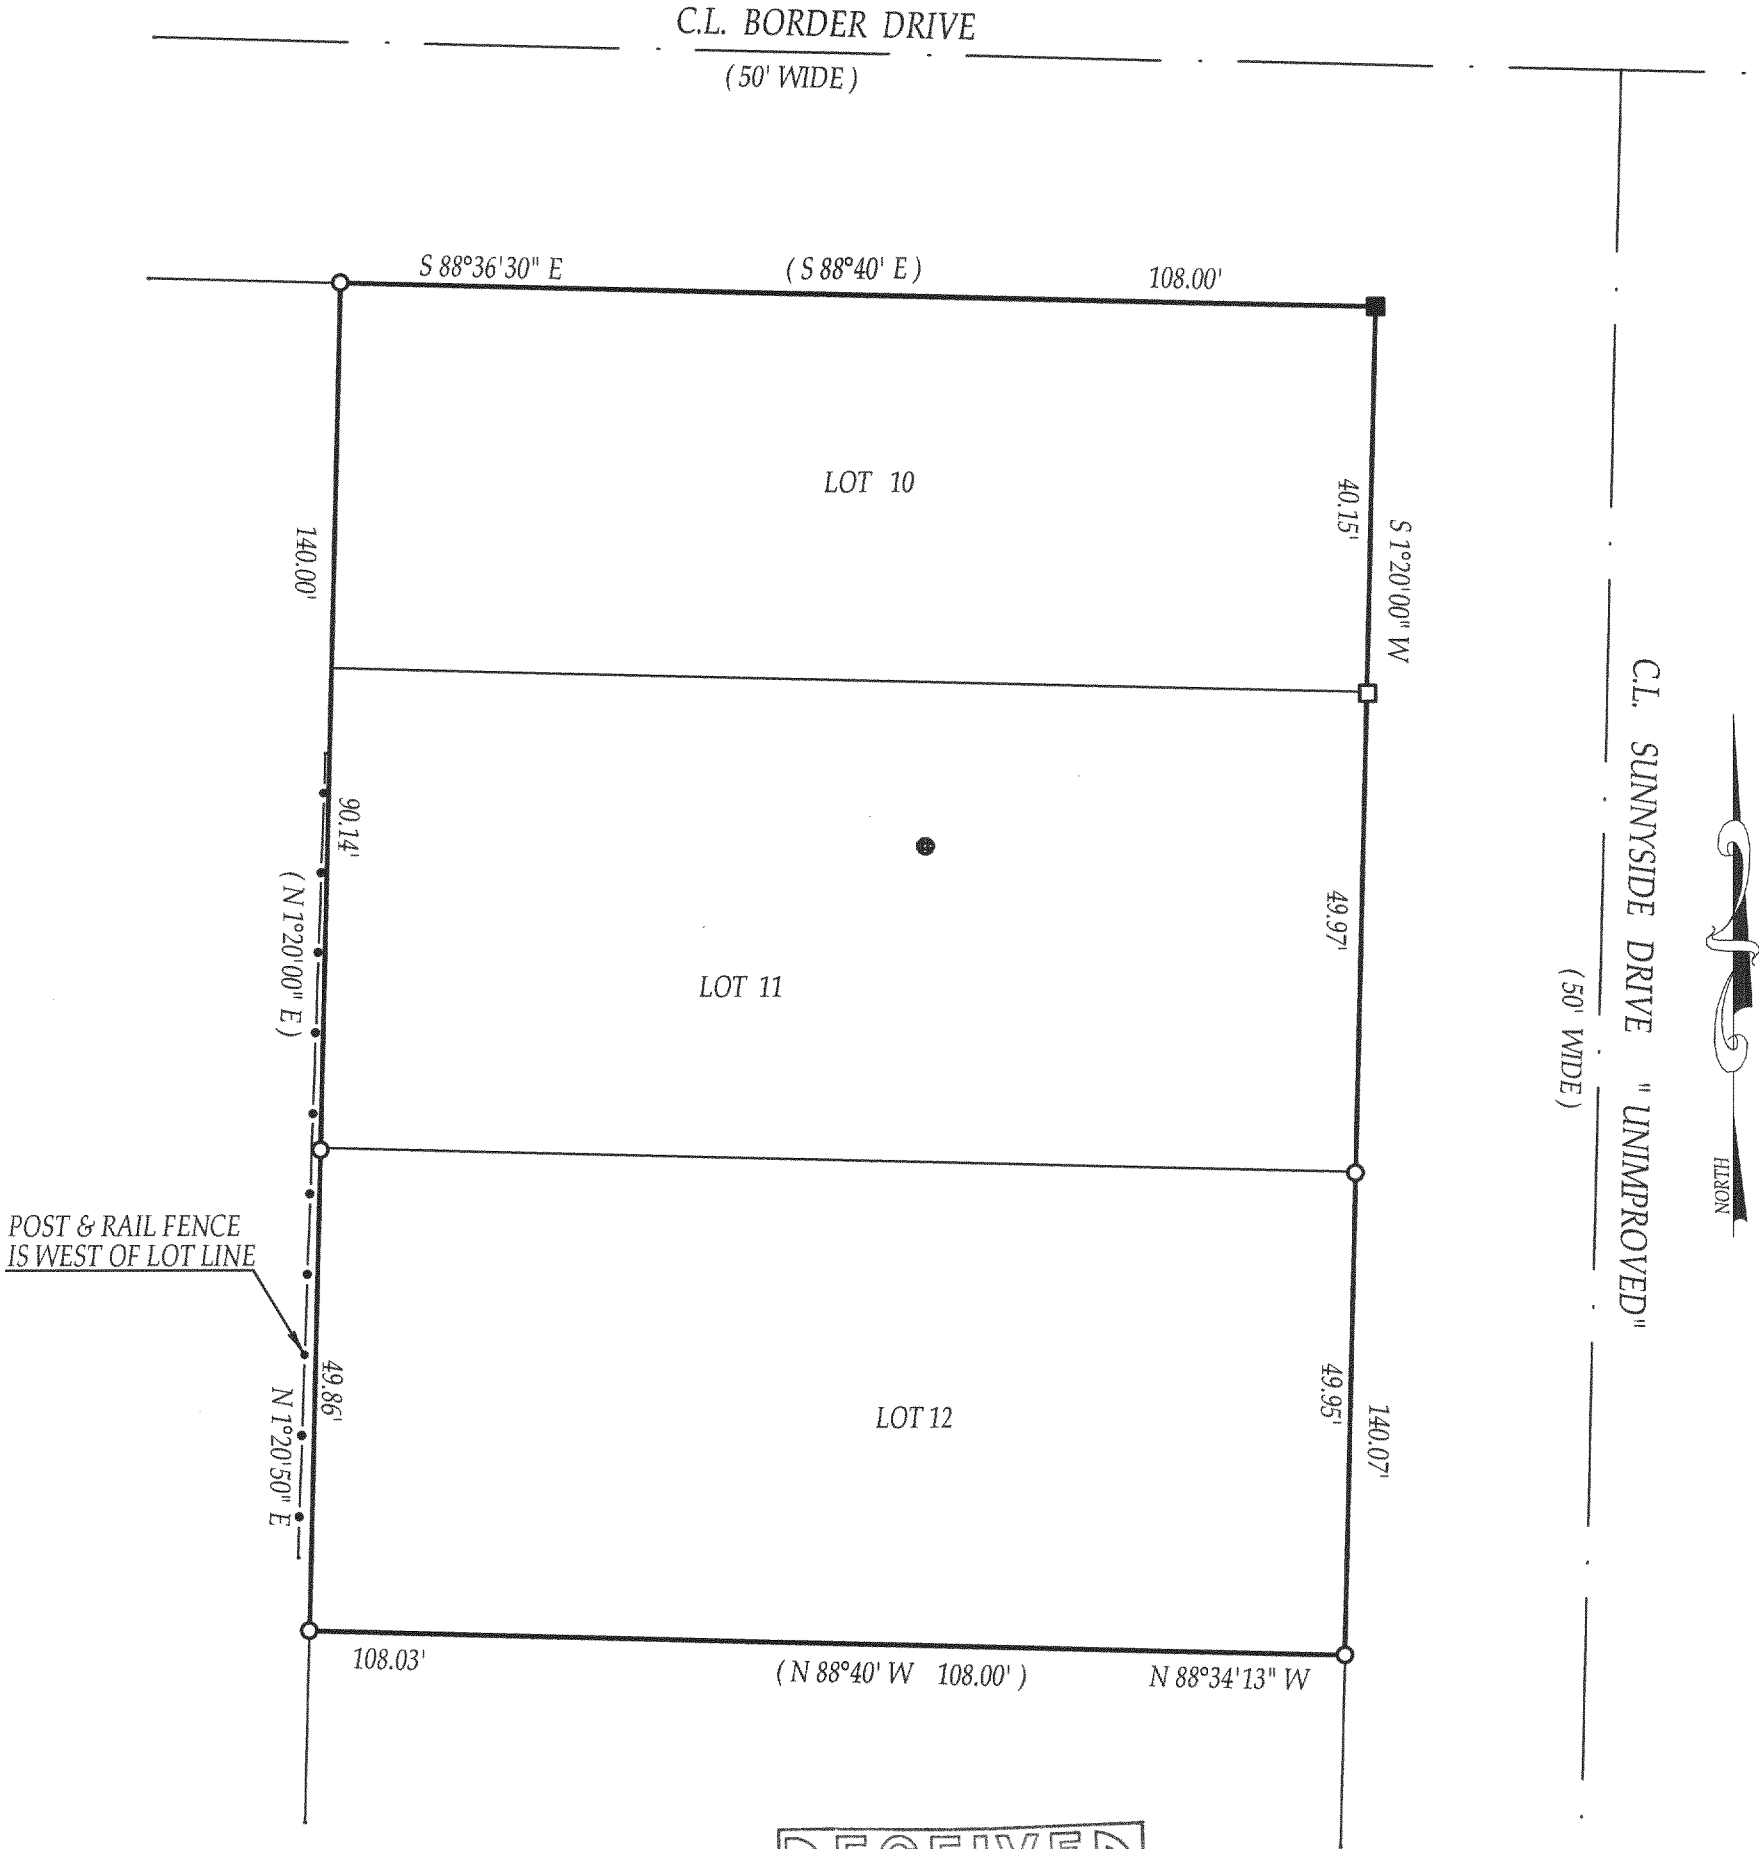 C.L. BORDER DRIVE
( 50' WIDE )
S 88°36'30" E ( S 88°40' E ) 108.00'
LOT 10
40.15'
S 1°20'00" W
140.00'
C.L. SUNNYSIDE DRIVE "UNIMPROVED"
( 50' WIDE )
90.14'
( N 1°20'00" E )
49.97'
LOT 11
NORTH
POST & RAIL FENCE
IS WEST OF LOT LINE
49.86'
N 1°20'50" E
LOT 12
49.95'
140.07'
108.03' ( N 88°40' W 108.00' ) N 88°34'13" W
RECEIVED